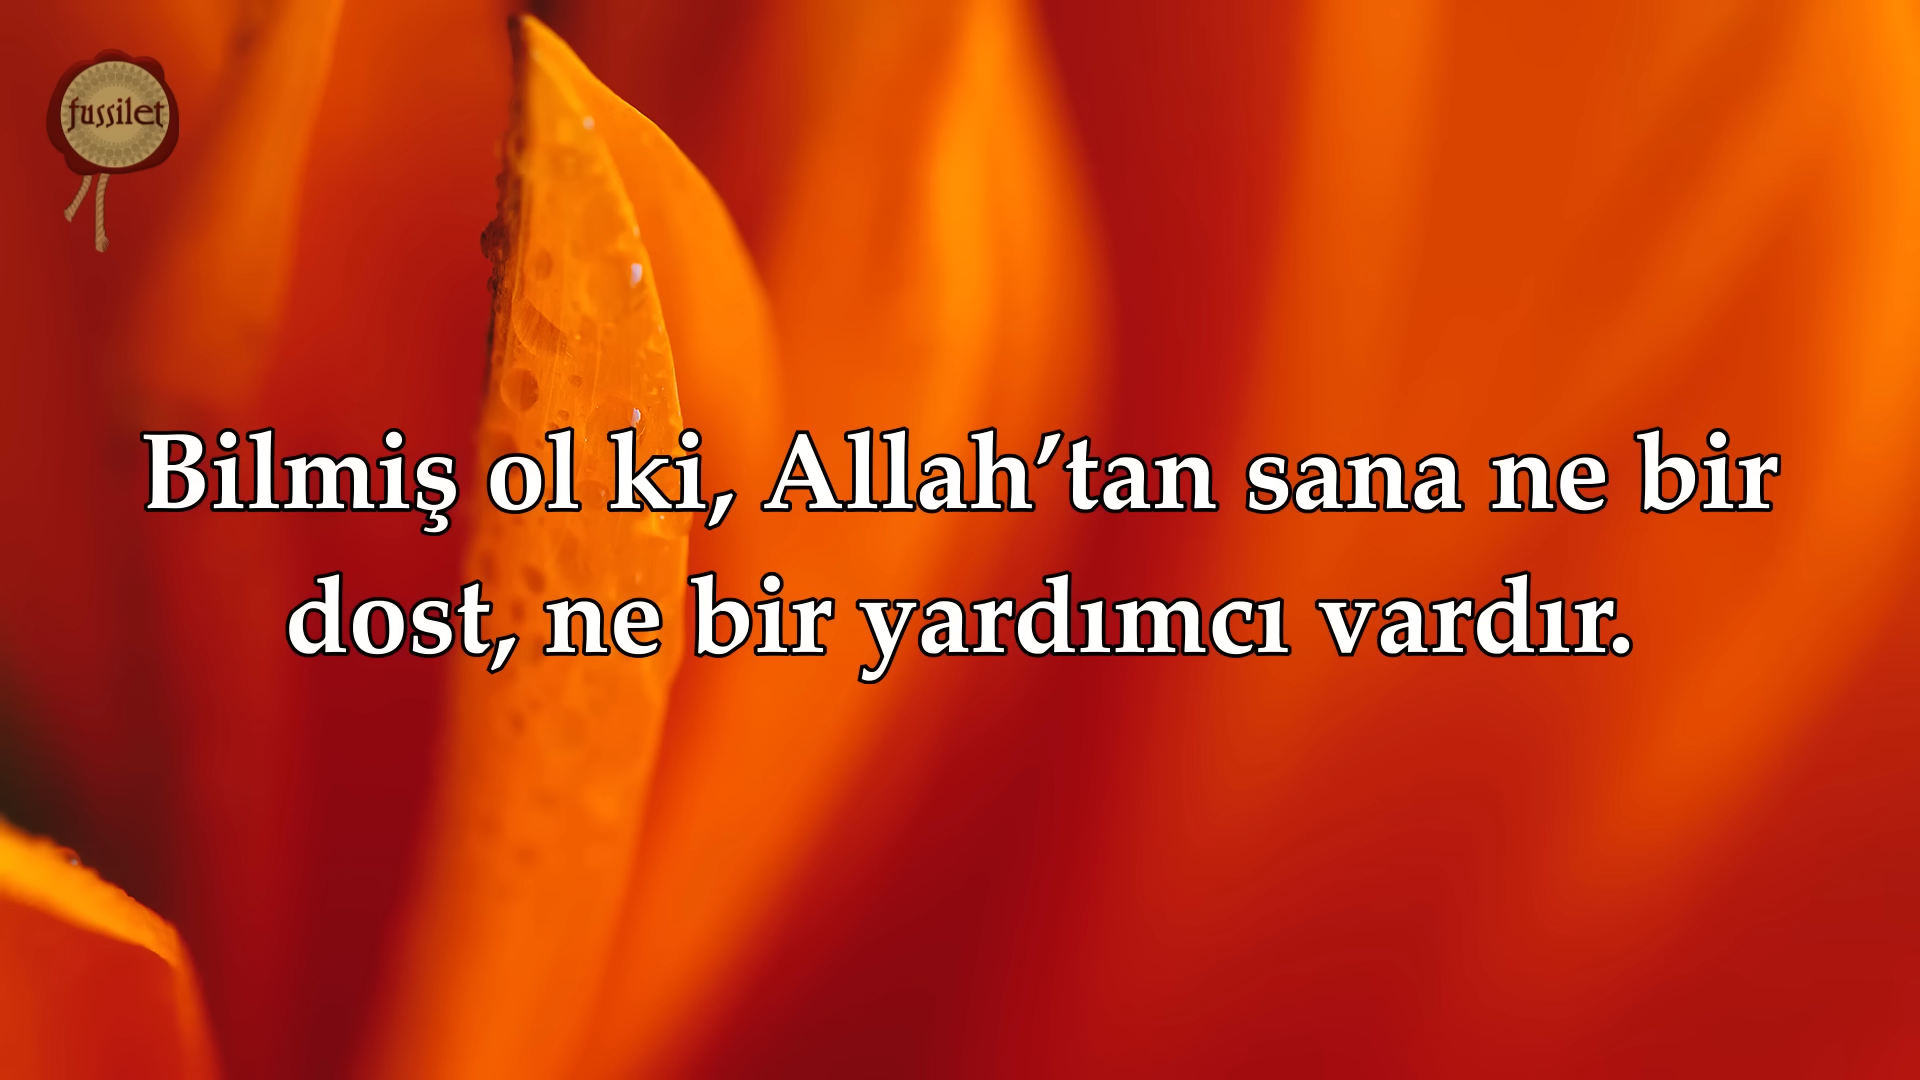 fussilet
Bilmiş ol ki, Allah’tan sana ne bir
dost, ne bir yardımcı vardır.